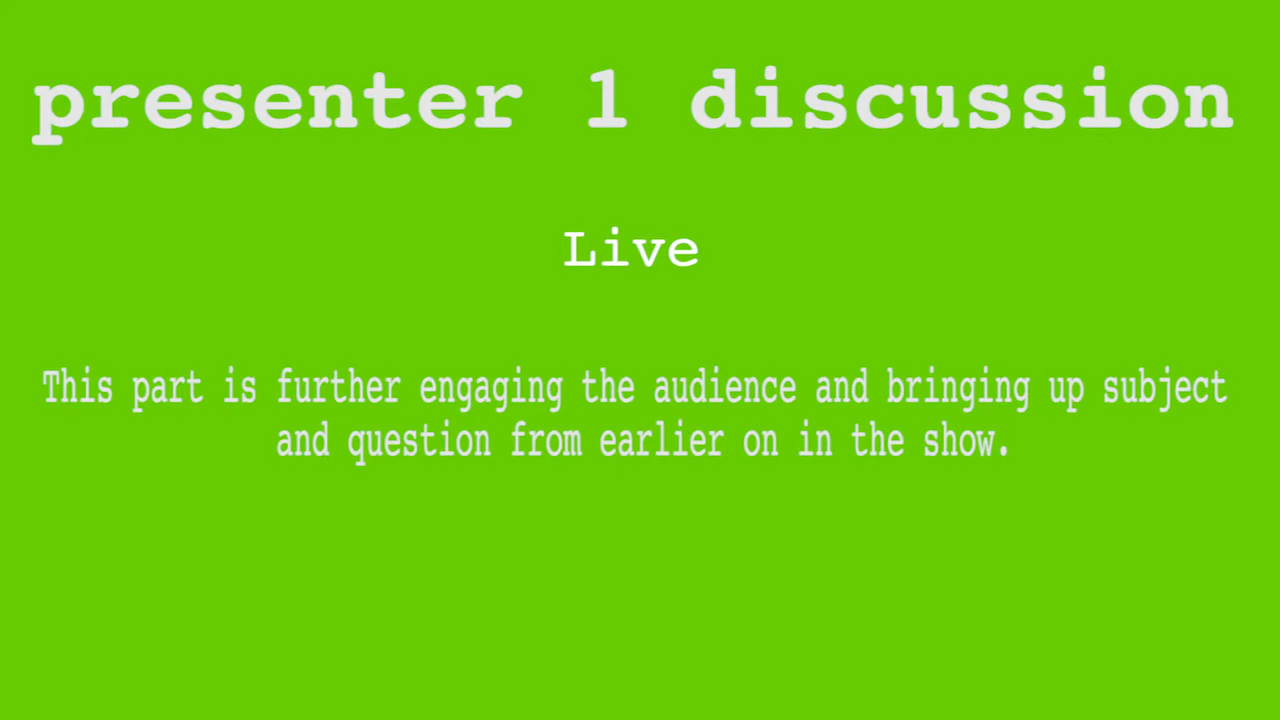 presenter 1 discussion
Live
This part is further engaging the audience and bringing up subject
and question from earlier on in the show.